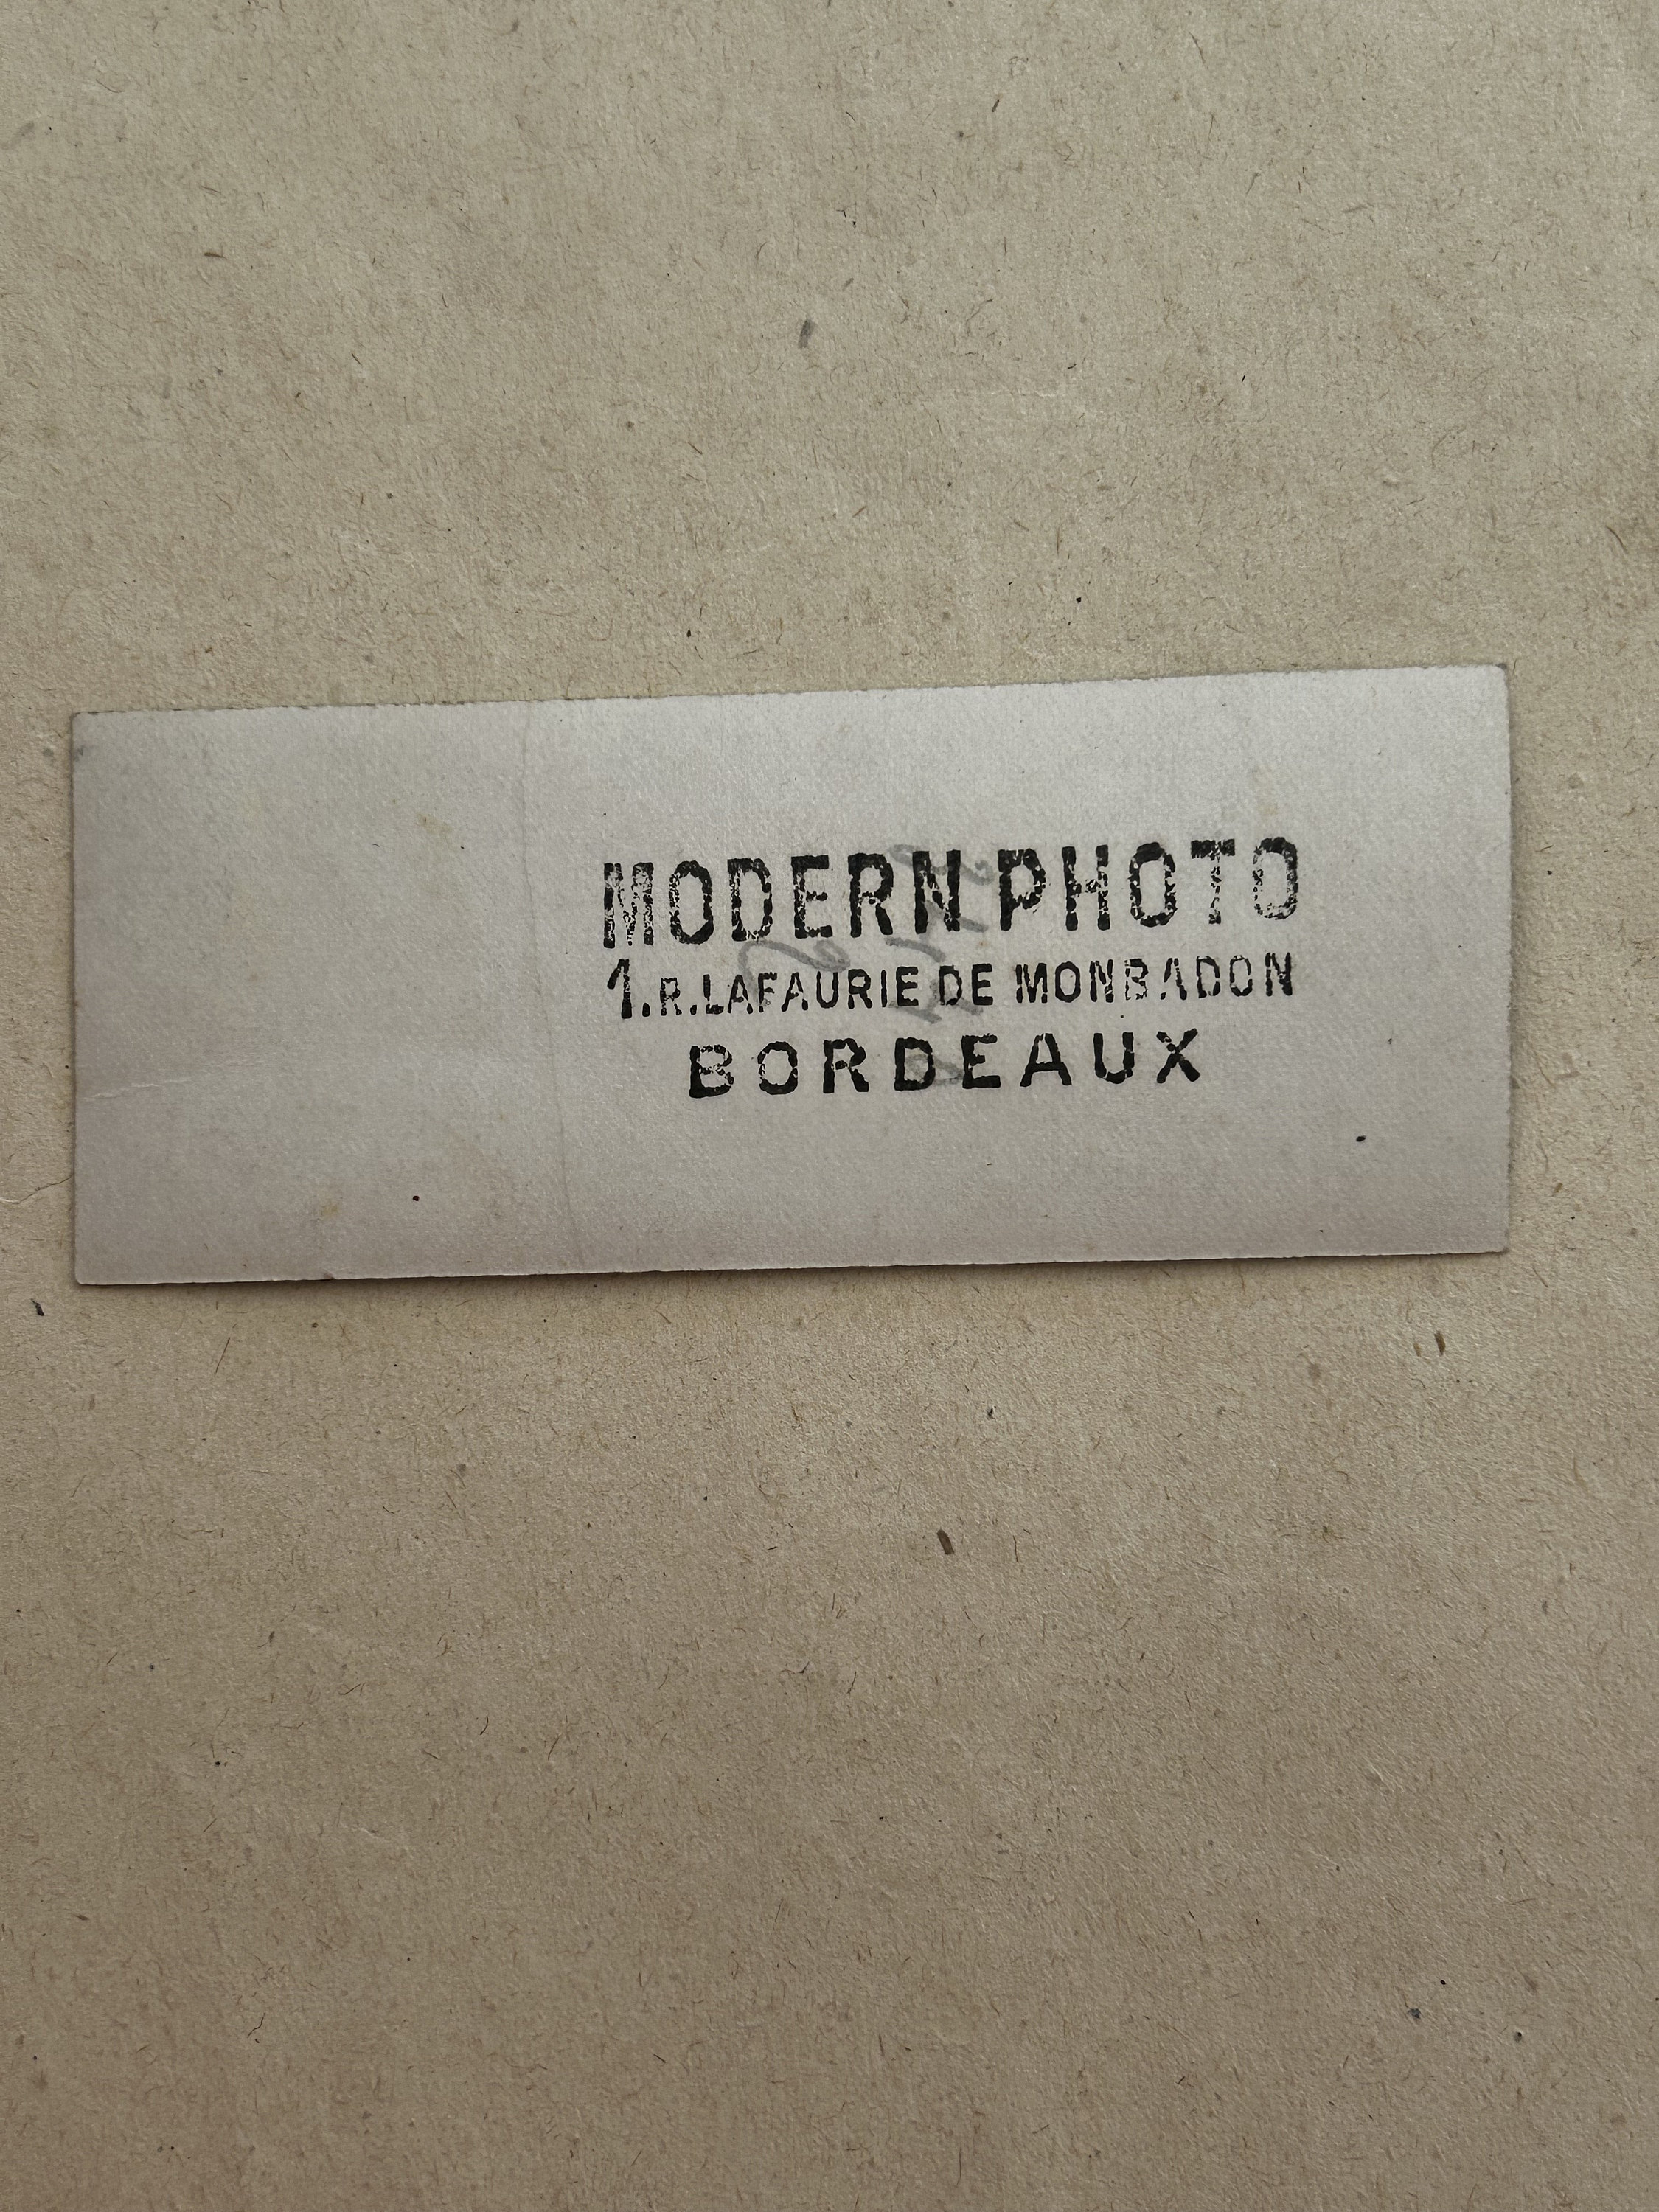 MODERN PHOTO
1.R.LAFAURIE DE MONBADON
BORDEAUX